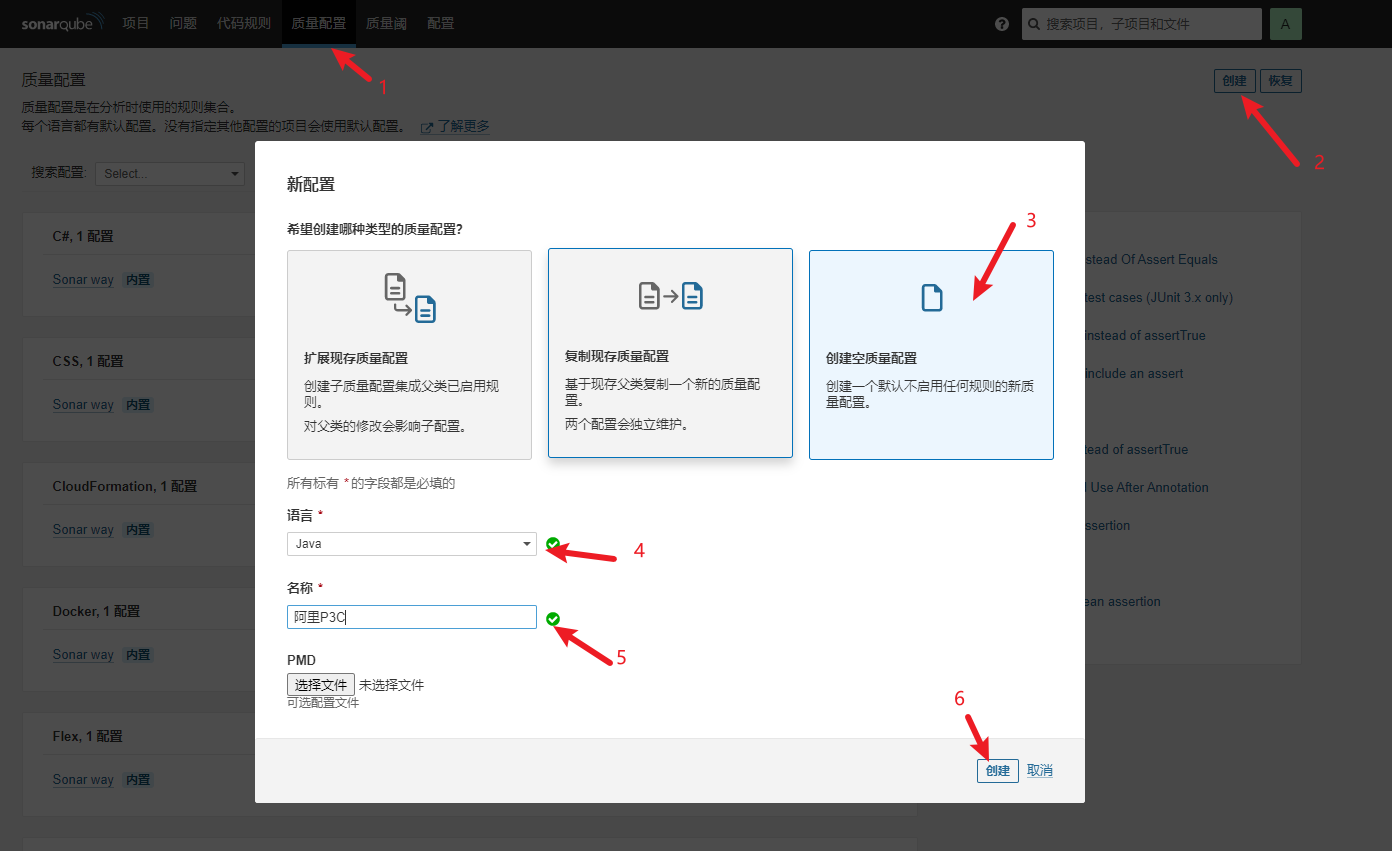 sonarqube 项目 问题 代码规则 质量配置 质量阈 配置 ? 搜索项目，子项目和文件 A
1
质量配置
创建 恢复
质量配置是在分析时使用的规则集合。
每个语言都有默认配置。没有指定其他配置的项目会使用默认配置。 了解更多
2
搜索配置: Select...
新配置
希望创建哪种类型的质量配置?
3
扩展现存质量配置
创建子质量配置集成父类已启用规
则。
对父类的修改会影响子配置。
复制现存质量配置
基于现存父类复制一个新的质量配
置。
两个配置会独立维护。
创建空质量配置
创建一个默认不启用任何规则的新质
量配置。
所有标有 * 的字段都是必填的
语言 *
Java
4
名称 *
阿里P3C
5
PMD
选择文件 未选择文件
可选配置文件
6
创建 取消
C#, 1 配置
Sonar way 内置
CSS, 1 配置
Sonar way 内置
CloudFormation, 1 配置
Sonar way 内置
Docker, 1 配置
Sonar way 内置
Flex, 1 配置
Sonar way 内置
stead Of Assert Equals
test cases (JUnit 3.x only)
instead of assertTrue
include an assert
ead of assertTrue
Use After Annotation
ssertion
ean assertion